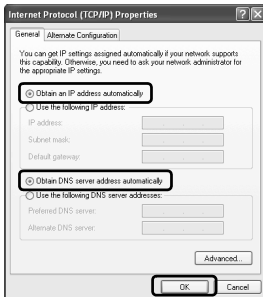 Internet Protocol (TCP/IP) Properties
General
Alternate Configuration
You can get IP settings assigned automatically if your network supports
this capability. Otherwise, you need to ask your network administrator for
the appropriate IP settings.
Obtain an IP address automatically
Use the following IP address:
IP address:
Subnet mask:
Default gateway:
Obtain DNS server address automatically
Use the following DNS server addresses:
Preferred DNS server:
Alternate DNS server:
Advanced...
OK
Cancel